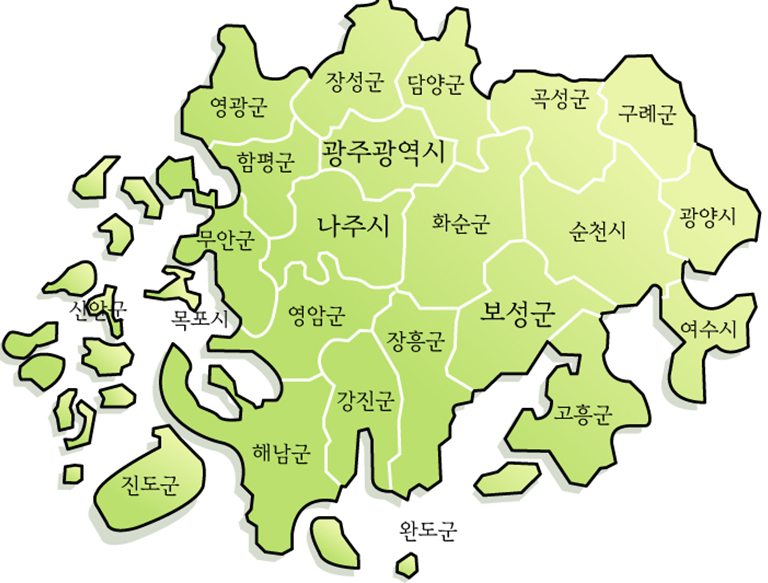 장성군
담양군
곡성군
영광군
구례군
광주광역시
함평군
나주시
화순군
순천시
광양시
무안군
신안군
목포시
영암군
보성군
여수시
장흥군
강진군
고흥군
해남군
진도군
완도군